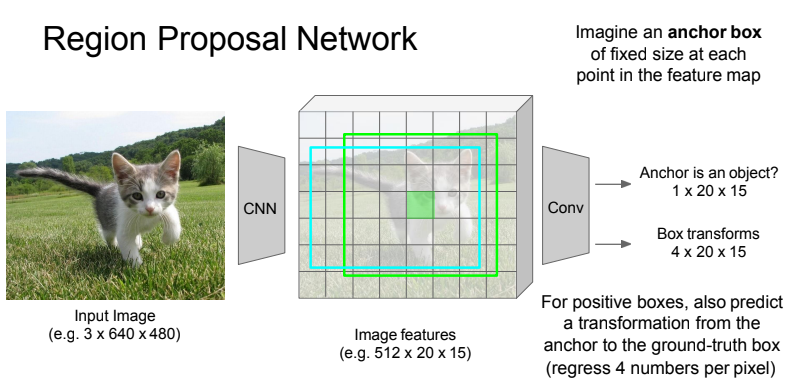 Region Proposal Network
Imagine an anchor box
of fixed size at each
point in the feature map
CNN
Conv
Anchor is an object?
1 x 20 x 15
Box transforms
4 x 20 x 15
Input Image
(e.g. 3 x 640 x 480)
Image features
(e.g. 512 x 20 x 15)
For positive boxes, also predict
a transformation from the
anchor to the ground-truth box
(regress 4 numbers per pixel)